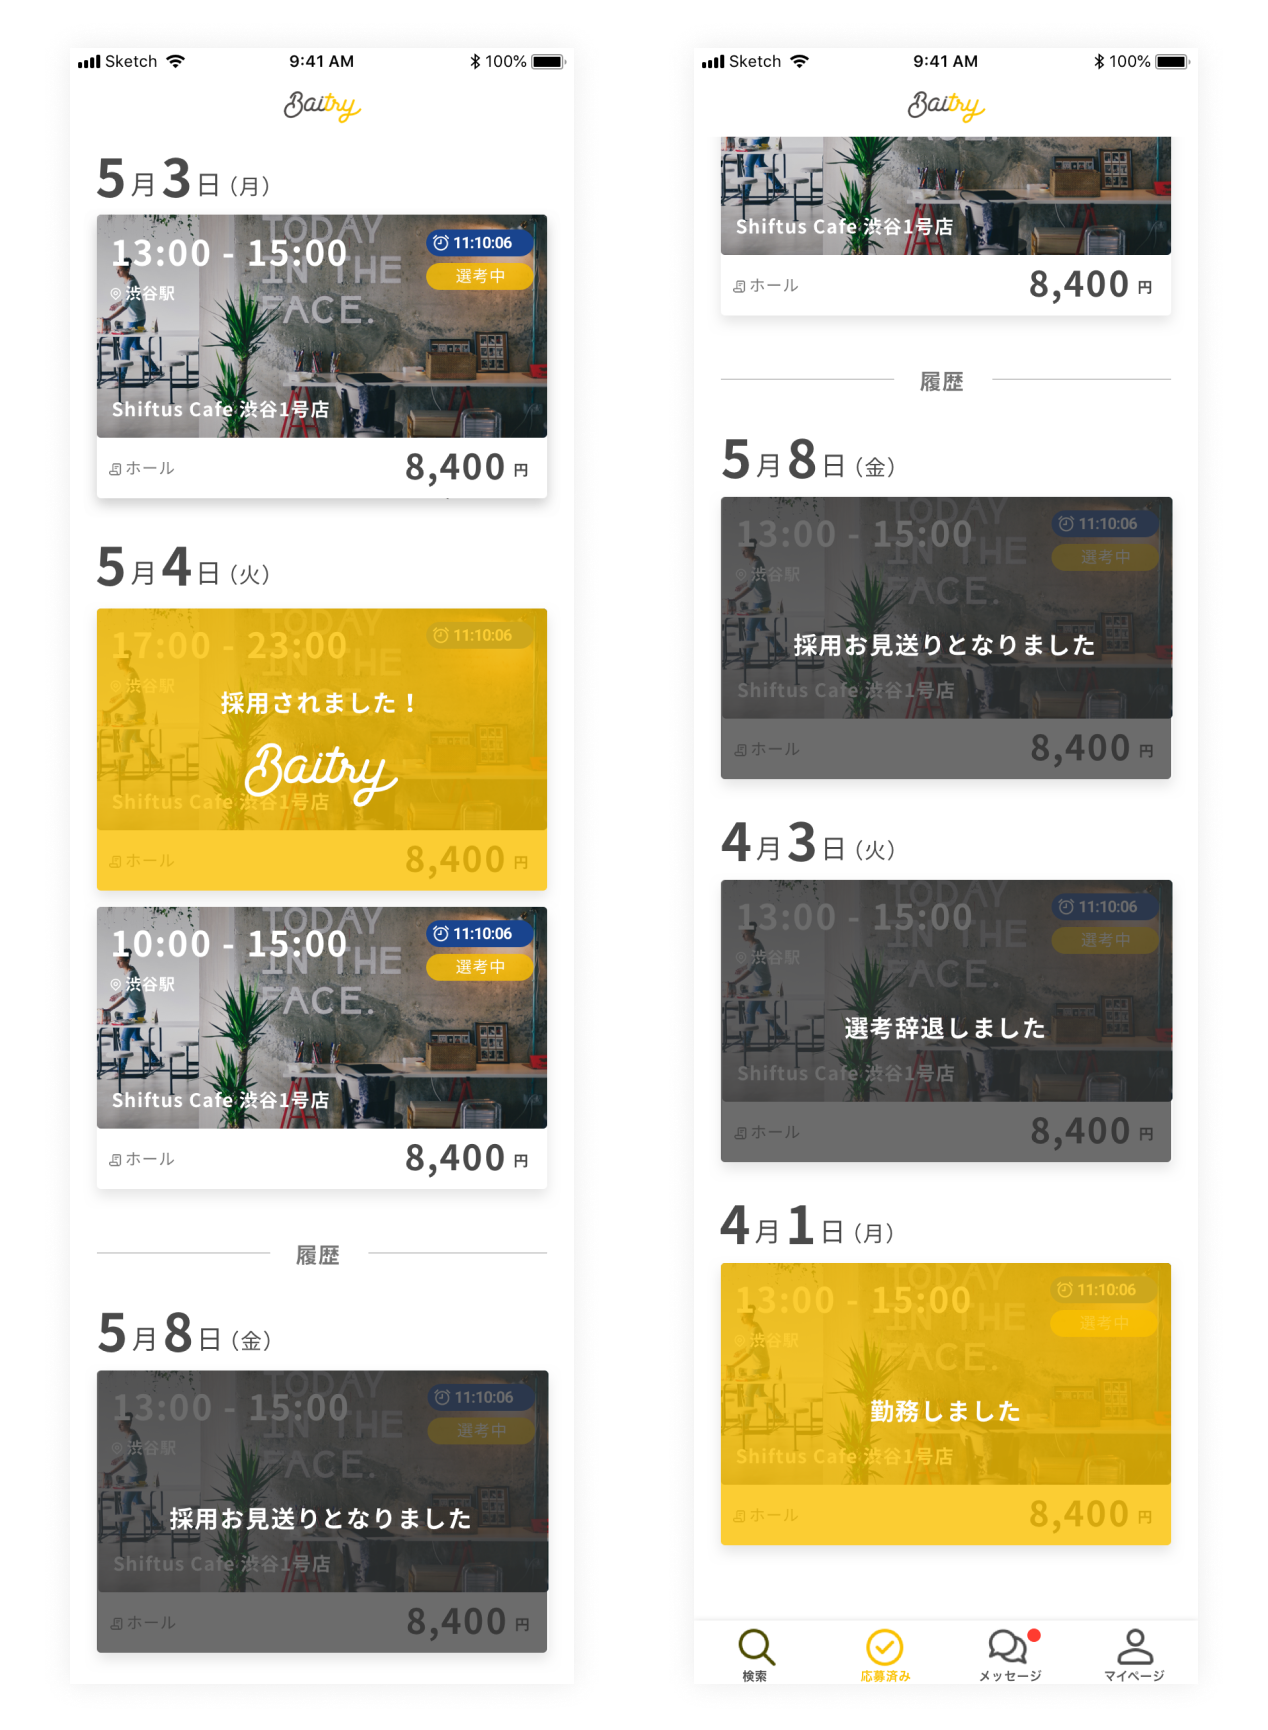 Sketch 9:41 AM 100%
Baitry
5月3日（月）
TODAY
13:00 - 15:00 11:10:06
IN THE
選考中
渋谷駅
FACE.
Shiftus Cafe 渋谷1号店
ホール 8,400 円
5月4日（火）
TODAY
17:00 - 23:00 11:10:06
IN THE
渋谷駅
採用されました！
Baitry
Shiftus Cafe 渋谷1号店
ホール 8,400 円
TODAY
10:00 - 15:00 11:10:06
IN THE
選考中
渋谷駅
FACE.
Shiftus Cafe 渋谷1号店
ホール 8,400 円
履歴
5月8日（金）
TODAY
13:00 - 15:00 11:10:06
IN THE
選考中
渋谷駅
FACE.
採用お見送りとなりました
Shiftus Cafe 渋谷1号店
ホール 8,400 円
Sketch 9:41 AM 100%
Baitry
FACE.
Shiftus Cafe 渋谷1号店
ホール 8,400 円
履歴
5月8日（金）
TODAY
13:00 - 15:00 11:10:06
IN THE
選考中
渋谷駅
FACE.
採用お見送りとなりました
Shiftus Cafe 渋谷1号店
ホール 8,400 円
4月3日（火）
TODAY
13:00 - 15:00 11:10:06
IN THE
選考中
渋谷駅
FACE.
選考辞退しました
Shiftus Cafe 渋谷1号店
ホール 8,400 円
4月1日（月）
TODAY
13:00 - 15:00 11:10:06
IN THE
選考中
渋谷駅
FACE.
勤務しました
Shiftus Cafe 渋谷1号店
ホール 8,400 円
検索 応募済み メッセージ マイページ